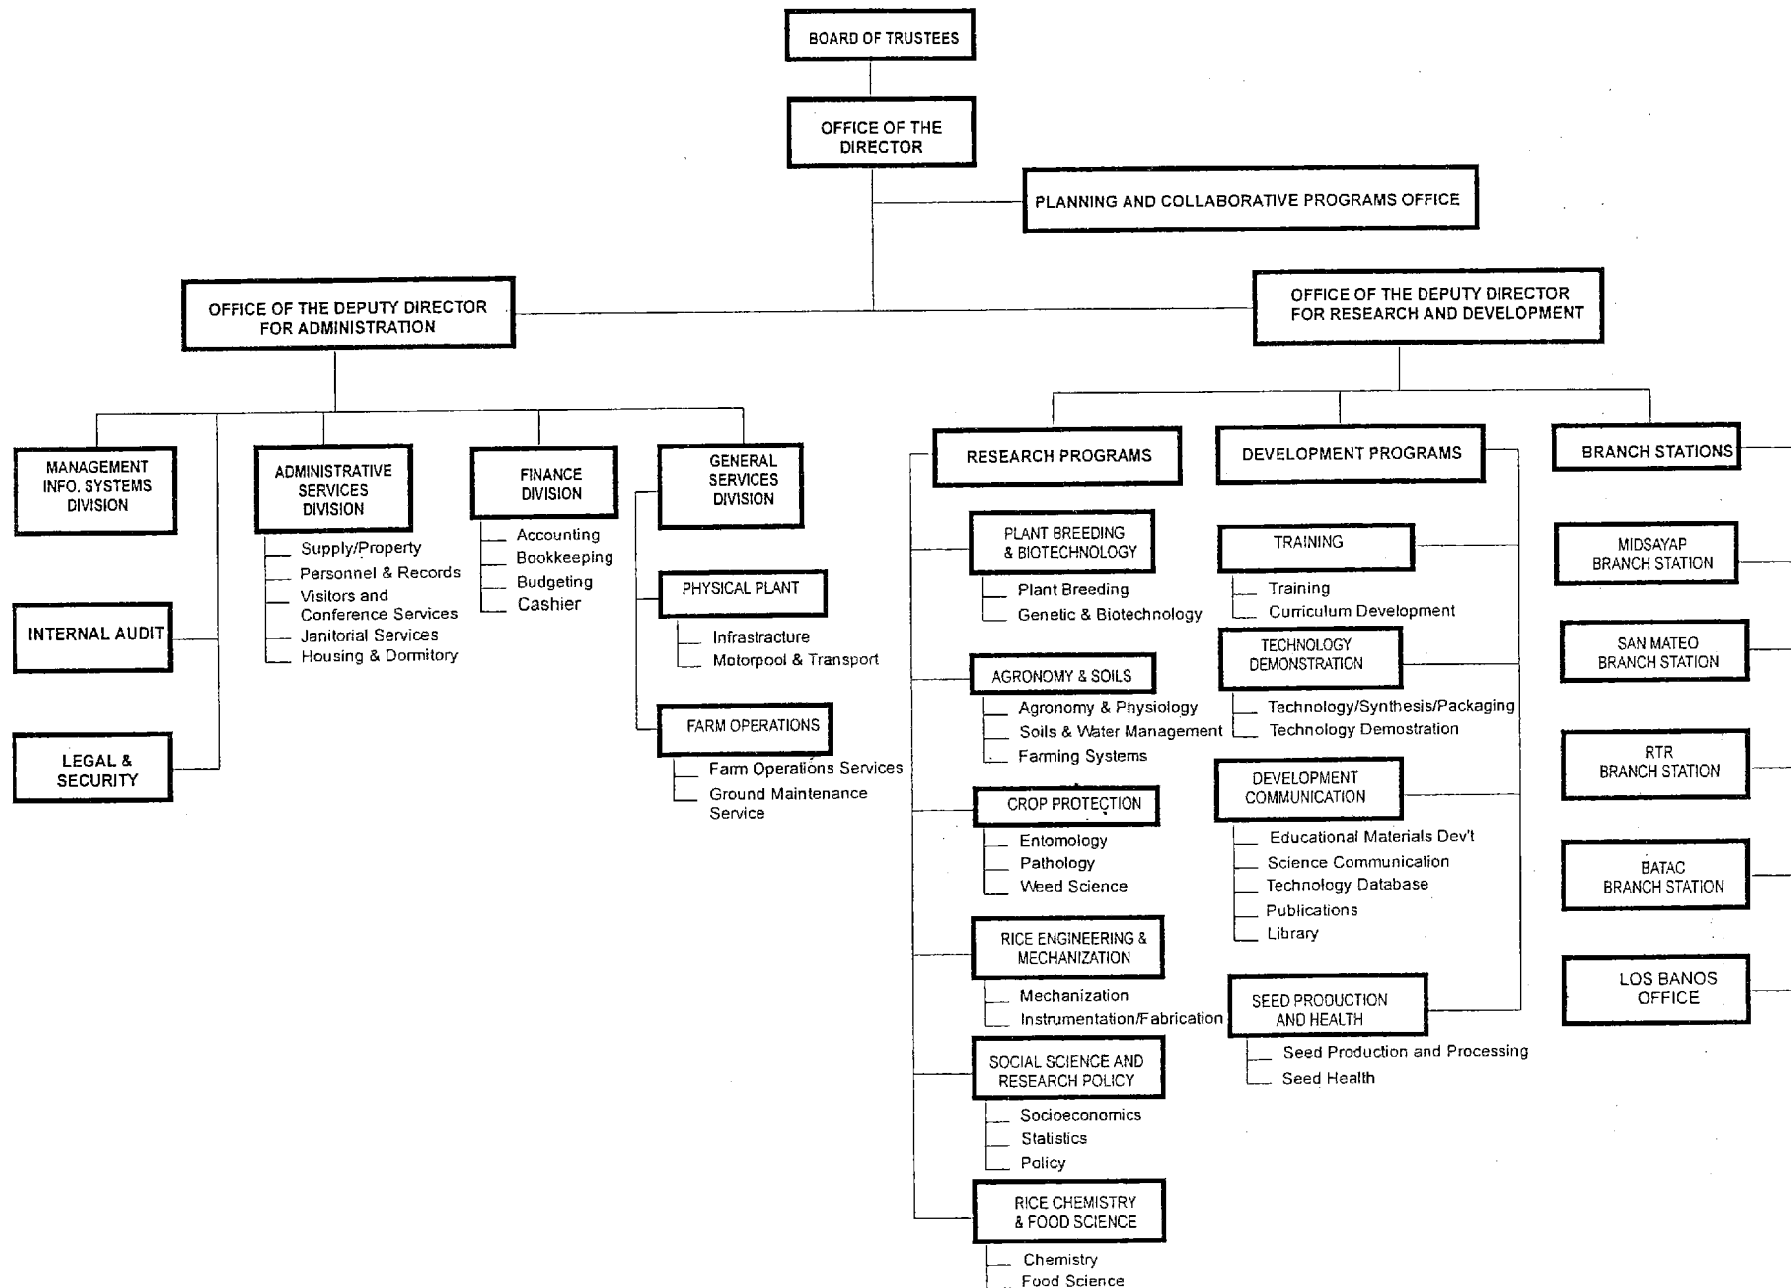 BOARD OF TRUSTEES
OFFICE OF THE
DIRECTOR
PLANNING AND COLLABORATIVE PROGRAMS OFFICE
OFFICE OF THE DEPUTY DIRECTOR
FOR ADMINISTRATION
OFFICE OF THE DEPUTY DIRECTOR
FOR RESEARCH AND DEVELOPMENT
MANAGEMENT
INFO. SYSTEMS
DIVISION
INTERNAL AUDIT
LEGAL &
SECURITY
ADMINISTRATIVE
SERVICES
DIVISION
Supply/Property
Personnel & Records
Visitors and
Conference Services
Janitorial Services
Housing & Dormitory
FINANCE
DIVISION
Accounting
Bookkeeping
Budgeting
Cashier
GENERAL
SERVICES
DIVISION
PHYSICAL PLANT
Infrastracture
Motorpool & Transport
FARM OPERATIONS
Farm Operations Services
Ground Maintenance
Service
RESEARCH PROGRAMS
PLANT BREEDING
& BIOTECHNOLOGY
Plant Breeding
Genetic & Biotechnology
AGRONOMY & SOILS
Agronomy & Physiology
Soils & Water Management
Farming Systems
CROP PROTECTION
Entomology
Pathology
Weed Science
RICE ENGINEERING &
MECHANIZATION
Mechanization
Instrumentation/Fabrication
SOCIAL SCIENCE AND
RESEARCH POLICY
Socioeconomics
Statistics
Policy
RICE CHEMISTRY
& FOOD SCIENCE
Chemistry
Food Science
DEVELOPMENT PROGRAMS
TRAINING
Training
Curriculum Development
TECHNOLOGY
DEMONSTRATION
Technology/Synthesis/Packaging
Technology Demostration
DEVELOPMENT
COMMUNICATION
Educational Materials Dev't
Science Communication
Technology Database
Publications
Library
SEED PRODUCTION
AND HEALTH
Seed Production and Processing
Seed Health
BRANCH STATIONS
MIDSAYAP
BRANCH STATION
SAN MATEO
BRANCH STATION
RTR
BRANCH STATION
BATAC
BRANCH STATION
LOS BANOS
OFFICE